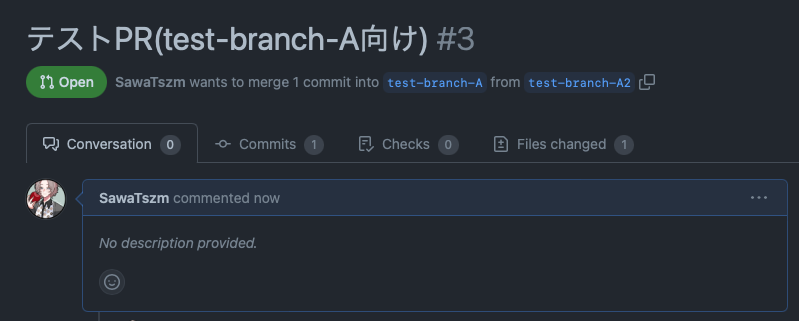 テストPR(test-branch-A向け) #3
Open SawaTszm wants to merge 1 commit into test-branch-A from test-branch-A2
Conversation 0 Commits 1 Checks 0 Files changed 1
SawaTszm commented now
No description provided.